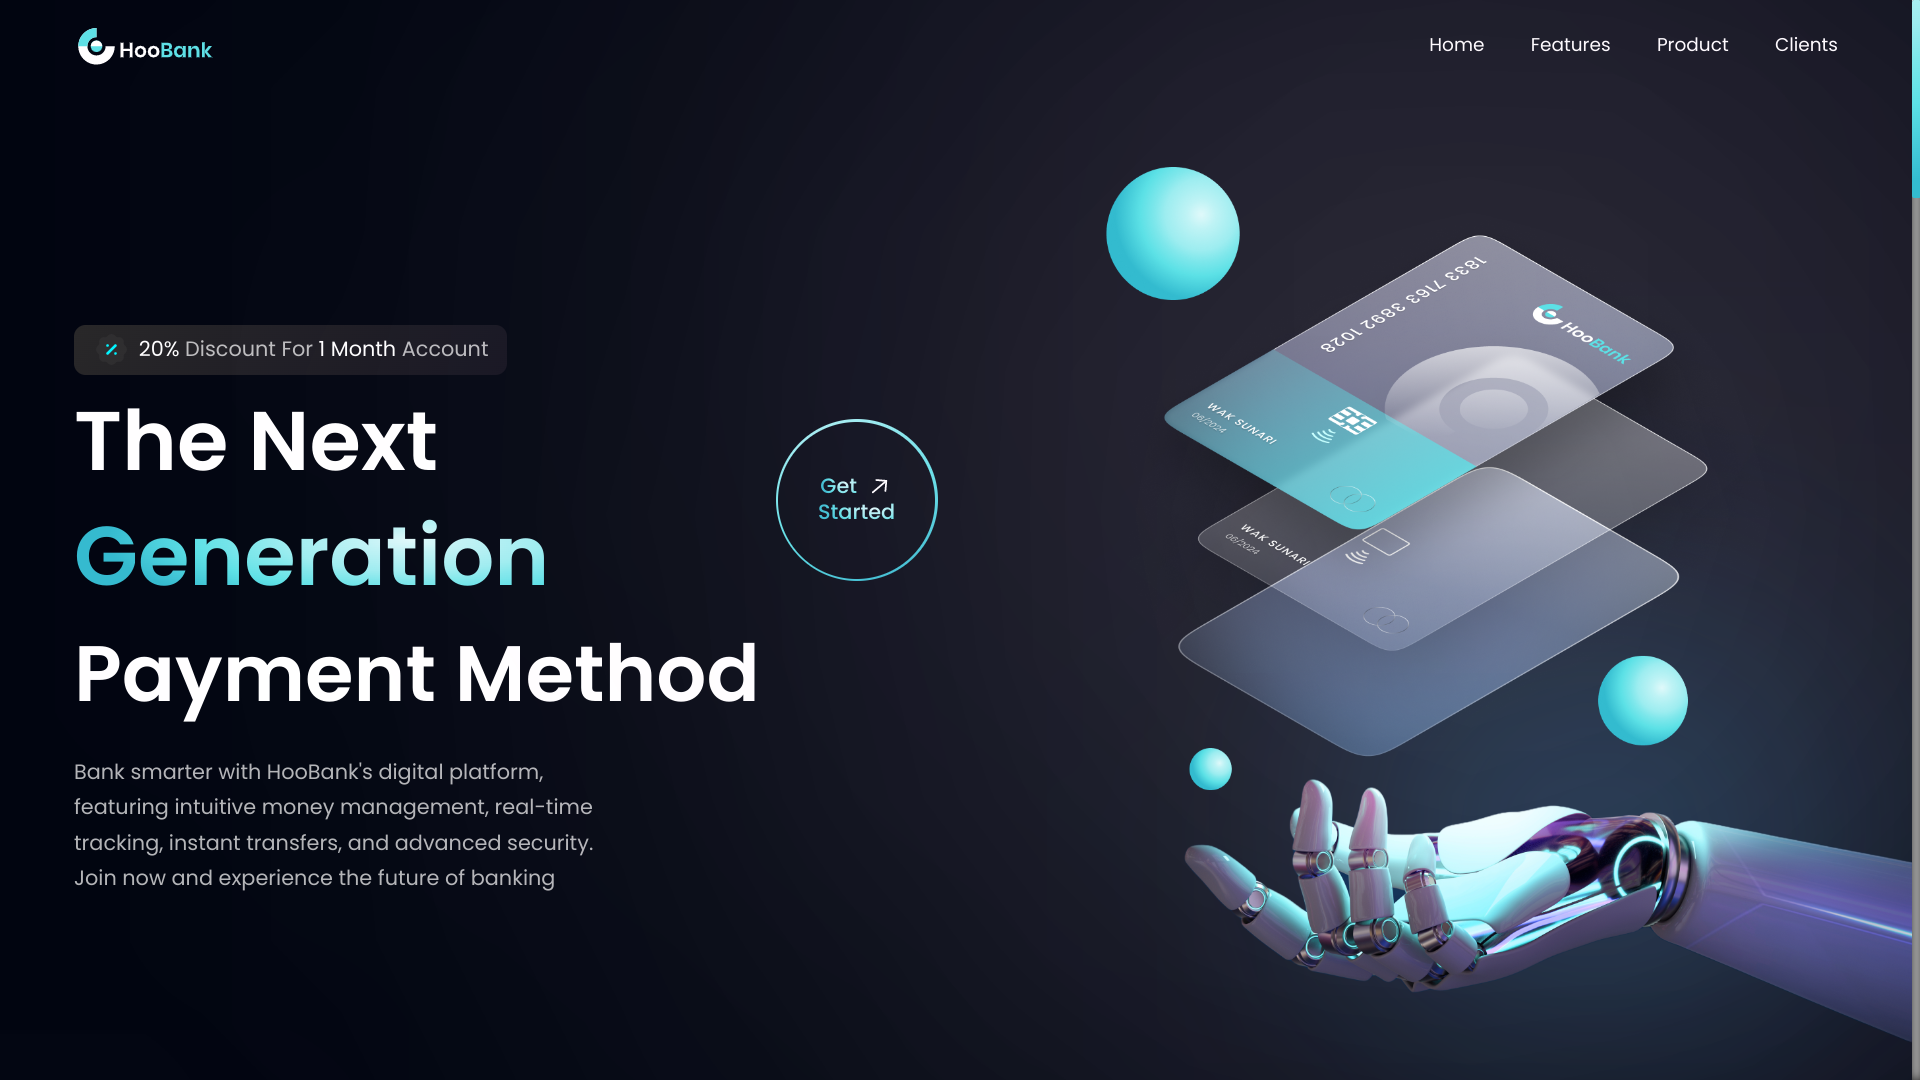 HooBank
Home
Features
Product
Clients
20% Discount For 1 Month Account
The Next
Generation
Payment Method
Get
Started
Bank smarter with HooBank's digital platform,
featuring intuitive money management, real-time
tracking, instant transfers, and advanced security.
Join now and experience the future of banking
1833 7163 3892 1028
HooBank
WAK SUNARI
08/2024
WAK SUNARI
08/2024